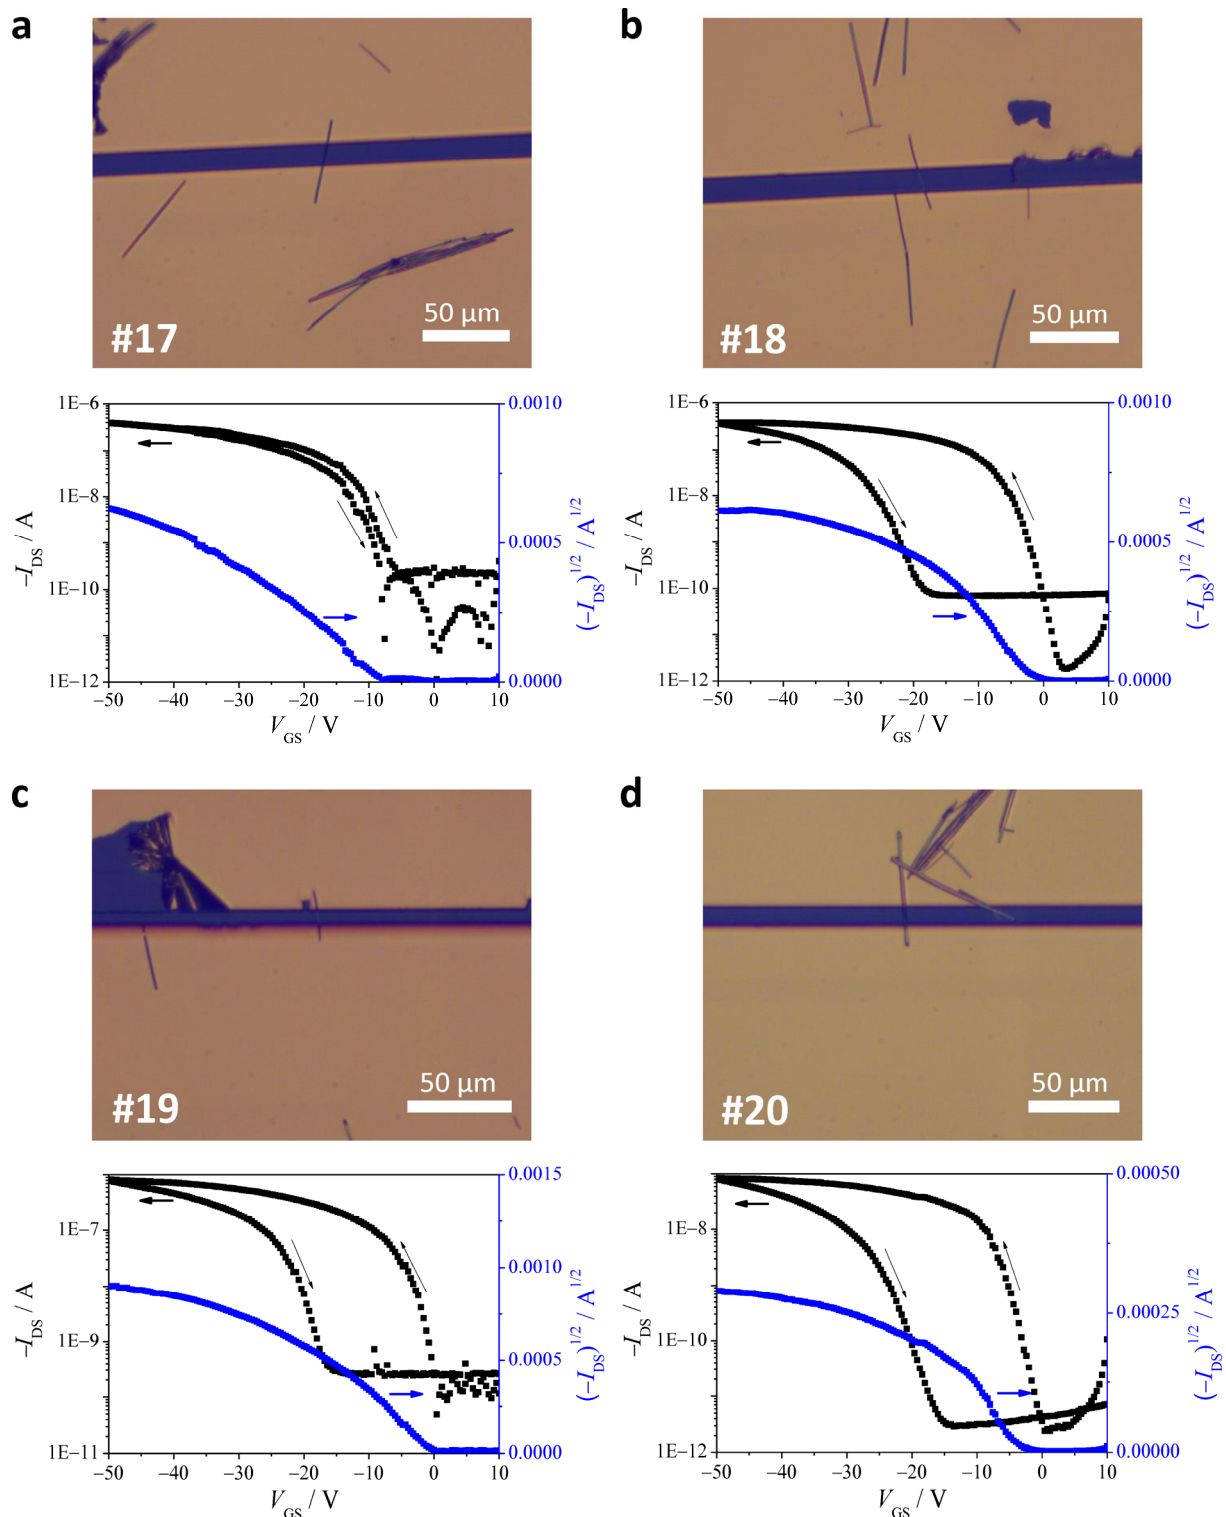 a
#17
50 μm
b
#18
50 μm
1E−6
1E−8
1E−10
1E−12
−I_DS / A
−50 −40 −30 −20 −10 0 10
V_GS / V
0.0010
0.0005
0.0000
(−I_DS)^1/2 / A^1/2
1E−6
1E−8
1E−10
1E−12
−I_DS / A
−50 −40 −30 −20 −10 0 10
V_GS / V
0.0010
0.0005
0.0000
(−I_DS)^1/2 / A^1/2
c
#19
50 μm
d
#20
50 μm
1E−7
1E−9
1E−11
−I_DS / A
−50 −40 −30 −20 −10 0 10
V_GS / V
0.0015
0.0010
0.0005
0.0000
(−I_DS)^1/2 / A^1/2
1E−8
1E−10
1E−12
−I_DS / A
−50 −40 −30 −20 −10 0 10
V_GS / V
0.00050
0.00025
0.00000
(−I_DS)^1/2 / A^1/2